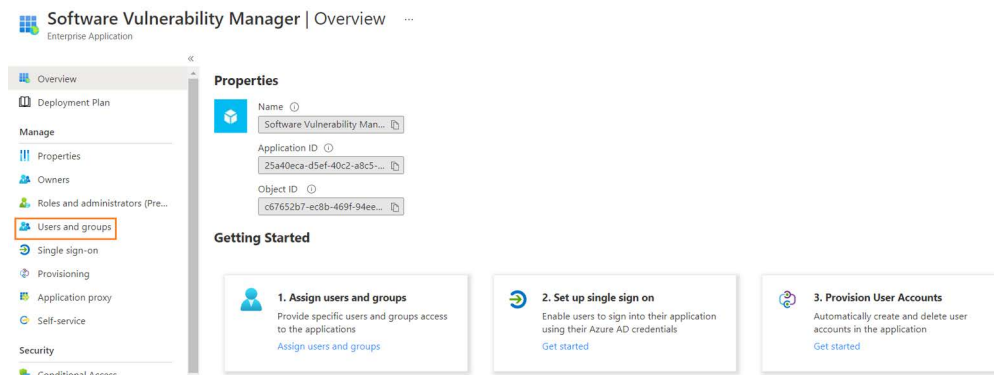 Software Vulnerability Manager | Overview ...
Enterprise Application
«
Overview
Deployment Plan
Manage
Properties
Owners
Roles and administrators (Pre...
Users and groups
Single sign-on
Provisioning
Application proxy
Self-service
Security
Conditional Access
Properties
Name
Software Vulnerability Man...
Application ID
25a40eca-d5ef-40c2-a8c5-...
Object ID
c67652b7-ec8b-469f-94ee...
Getting Started
1. Assign users and groups
Provide specific users and groups access
to the applications
Assign users and groups
2. Set up single sign on
Enable users to sign into their application
using their Azure AD credentials
Get started
3. Provision User Accounts
Automatically create and delete user
accounts in the application
Get started